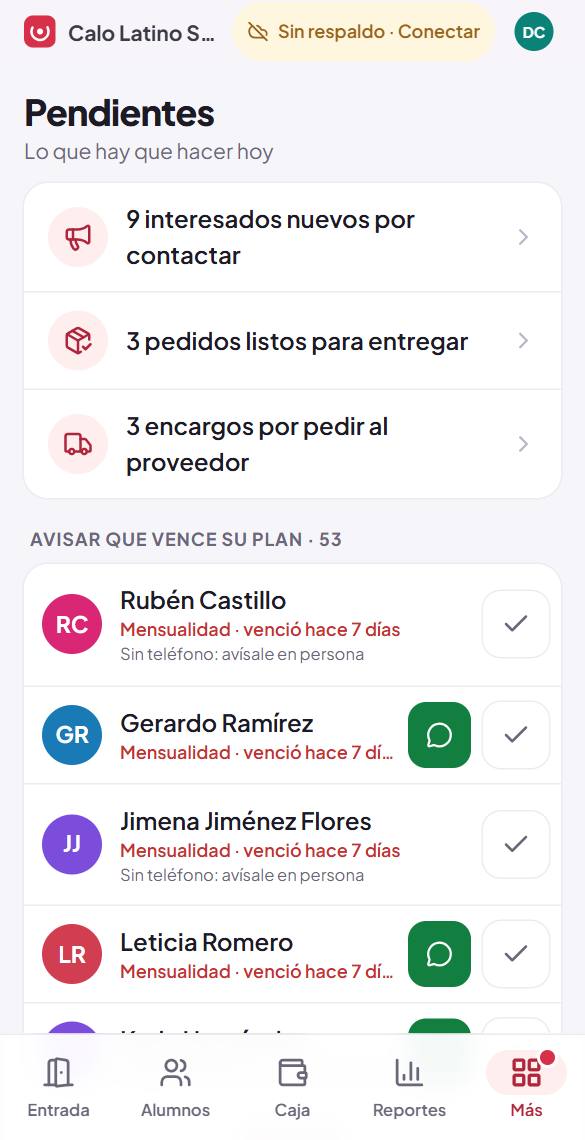 Calo Latino S…
Sin respaldo · Conectar
DC
Pendientes
Lo que hay que hacer hoy
9 interesados nuevos por
contactar
3 pedidos listos para entregar
3 encargos por pedir al
proveedor
AVISAR QUE VENCE SU PLAN · 53
RC
Rubén Castillo
Mensualidad · venció hace 7 días
Sin teléfono: avísale en persona
GR
Gerardo Ramírez
Mensualidad · venció hace 7 dí…
JJ
Jimena Jiménez Flores
Mensualidad · venció hace 7 días
Sin teléfono: avísale en persona
LR
Leticia Romero
Mensualidad · venció hace 7 dí…
Entrada
Alumnos
Caja
Reportes
Más